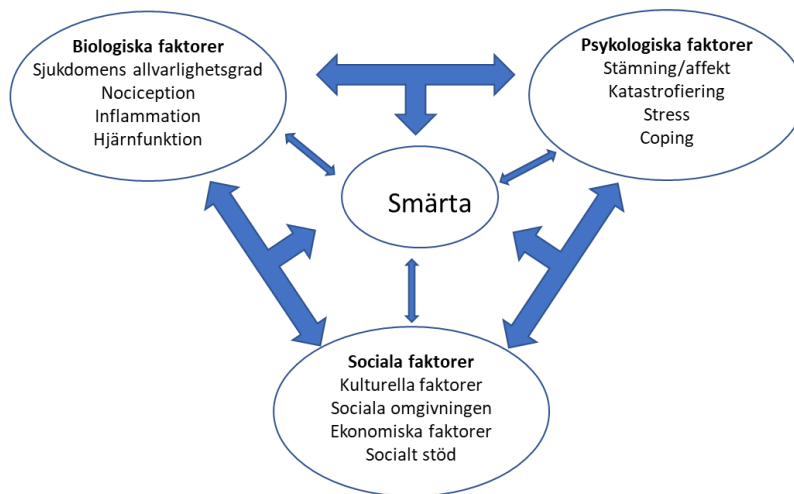 Biologiska faktorer
Sjukdomens allvarlighetsgrad
Nociception
Inflammation
Hjärnfunktion
Psykologiska faktorer
Stämning/affekt
Katastrofiering
Stress
Coping
Smärta
Sociala faktorer
Kulturella faktorer
Sociala omgivningen
Ekonomiska faktorer
Socialt stöd